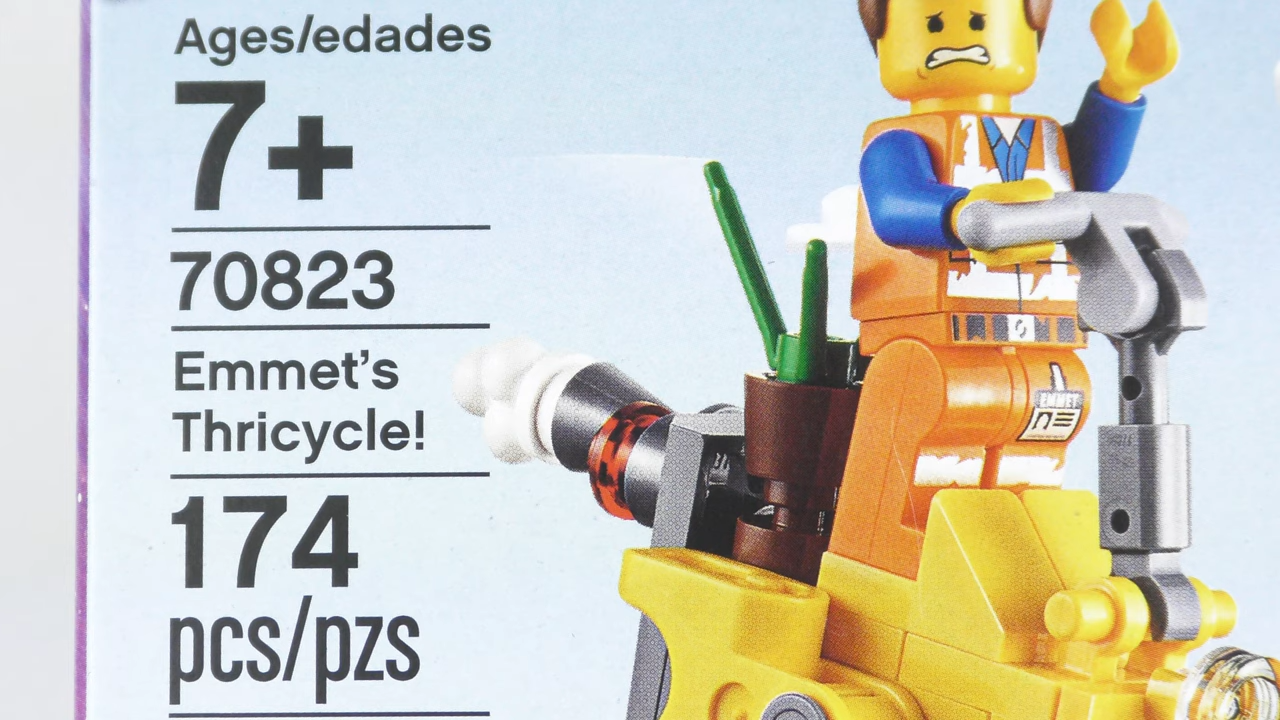 Ages/edades
7+
70823
Emmet's
Thricycle!
174
pcs/pzs
EMMET